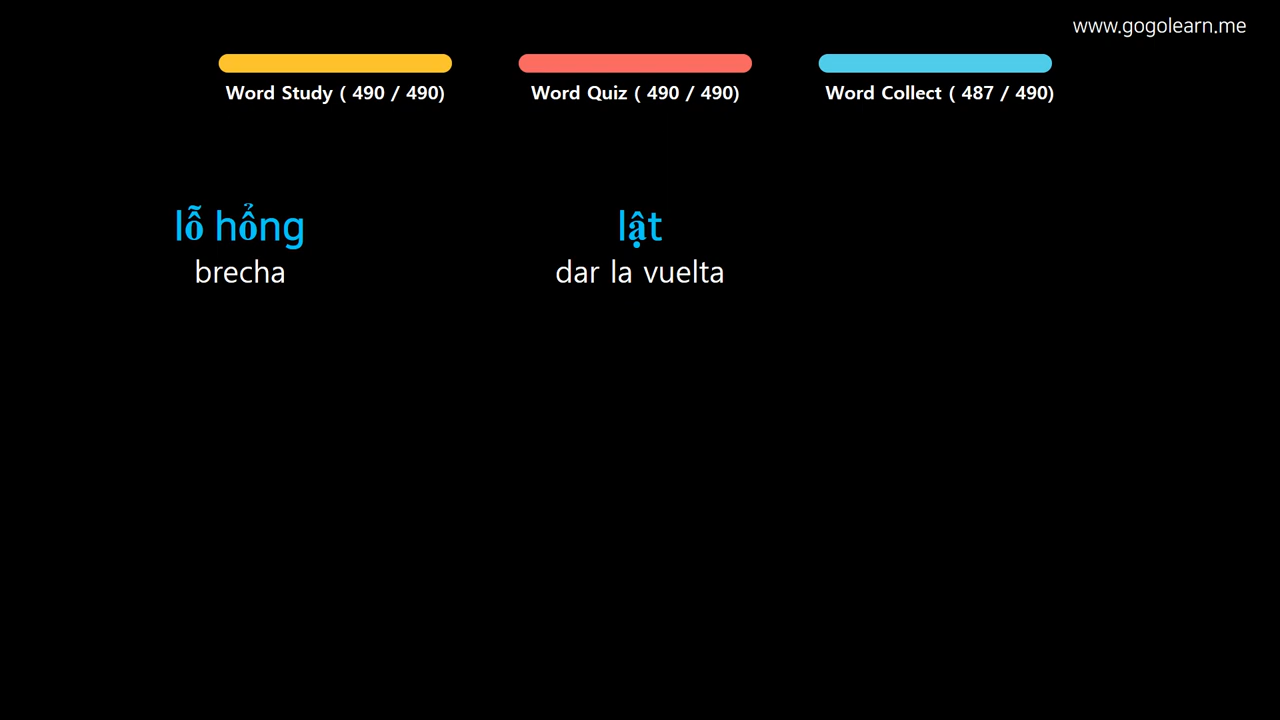 www.gogolearn.me
Word Study ( 490 / 490)
Word Quiz ( 490 / 490)
Word Collect ( 487 / 490)
lỗ hổng
brecha
lật
dar la vuelta